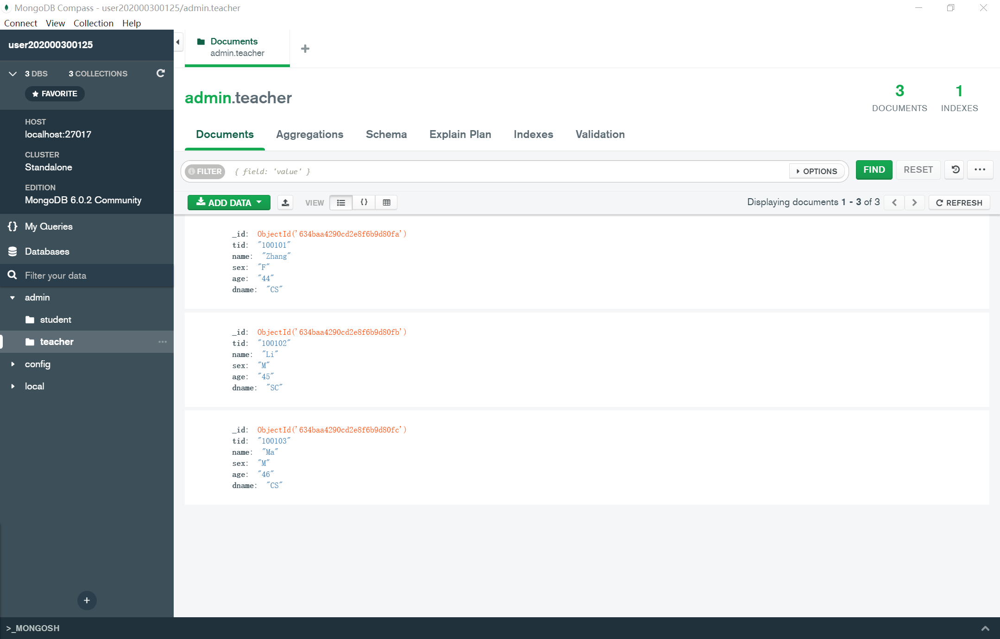 MongoDB Compass - user202000300125/admin.teacher
Connect View Collection Help
user202000300125
3 DBS 3 COLLECTIONS
FAVORITE
HOST
localhost:27017
CLUSTER
Standalone
EDITION
MongoDB 6.0.2 Community
{} My Queries
Databases
Filter your data
admin
student
teacher
config
local
Documents
admin.teacher
admin.teacher
3
DOCUMENTS
1
INDEXES
Documents Aggregations Schema Explain Plan Indexes Validation
FILTER { field: 'value' } OPTIONS FIND RESET
ADD DATA VIEW {} Displaying documents 1 - 3 of 3 REFRESH
_id: ObjectId('634baa4290cd2e8f6b9d80fa')
tid: "100101"
name: "Zhang"
sex: "F"
age: "44"
dname: "CS"
_id: ObjectId('634baa4290cd2e8f6b9d80fb')
tid: "100102"
name: "Li"
sex: "M"
age: "45"
dname: "SC"
_id: ObjectId('634baa4290cd2e8f6b9d80fc')
tid: "100103"
name: "Ma"
sex: "M"
age: "46"
dname: "CS"
>_MONGOSH